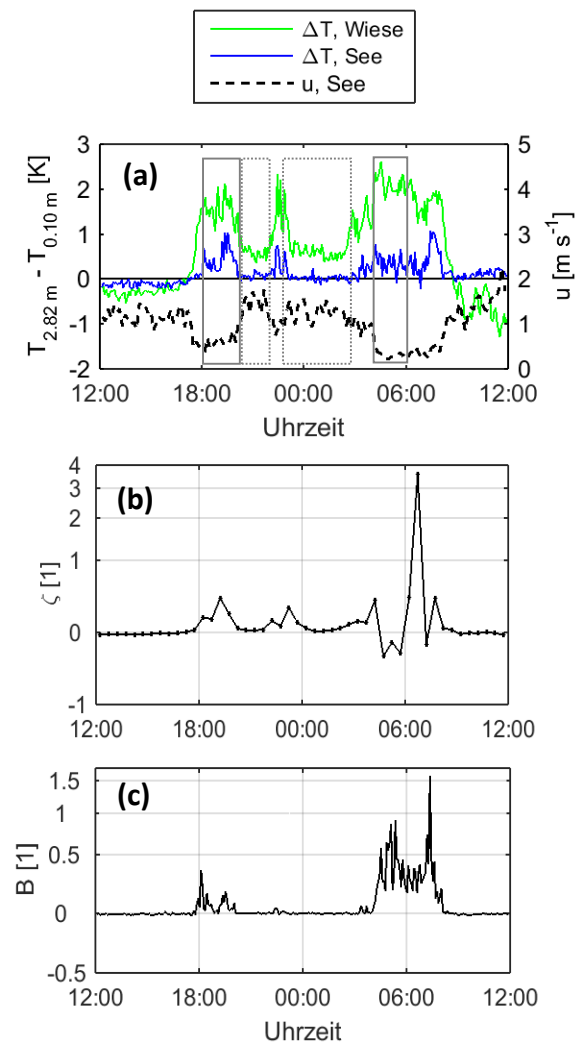 ΔT, Wiese
ΔT, See
u, See
(a)
T2.82 m - T0.10 m [K]
3
2
1
0
-1
-2
5
4
3
2
1
0
u [m s-1]
12:00 18:00 00:00 06:00 12:00
Uhrzeit
(b)
ζ [1]
4
3
2
1
0
-1
12:00 18:00 00:00 06:00 12:00
(c)
B [1]
1.5
1
0.5
0
-0.5
12:00 18:00 00:00 06:00 12:00
Uhrzeit